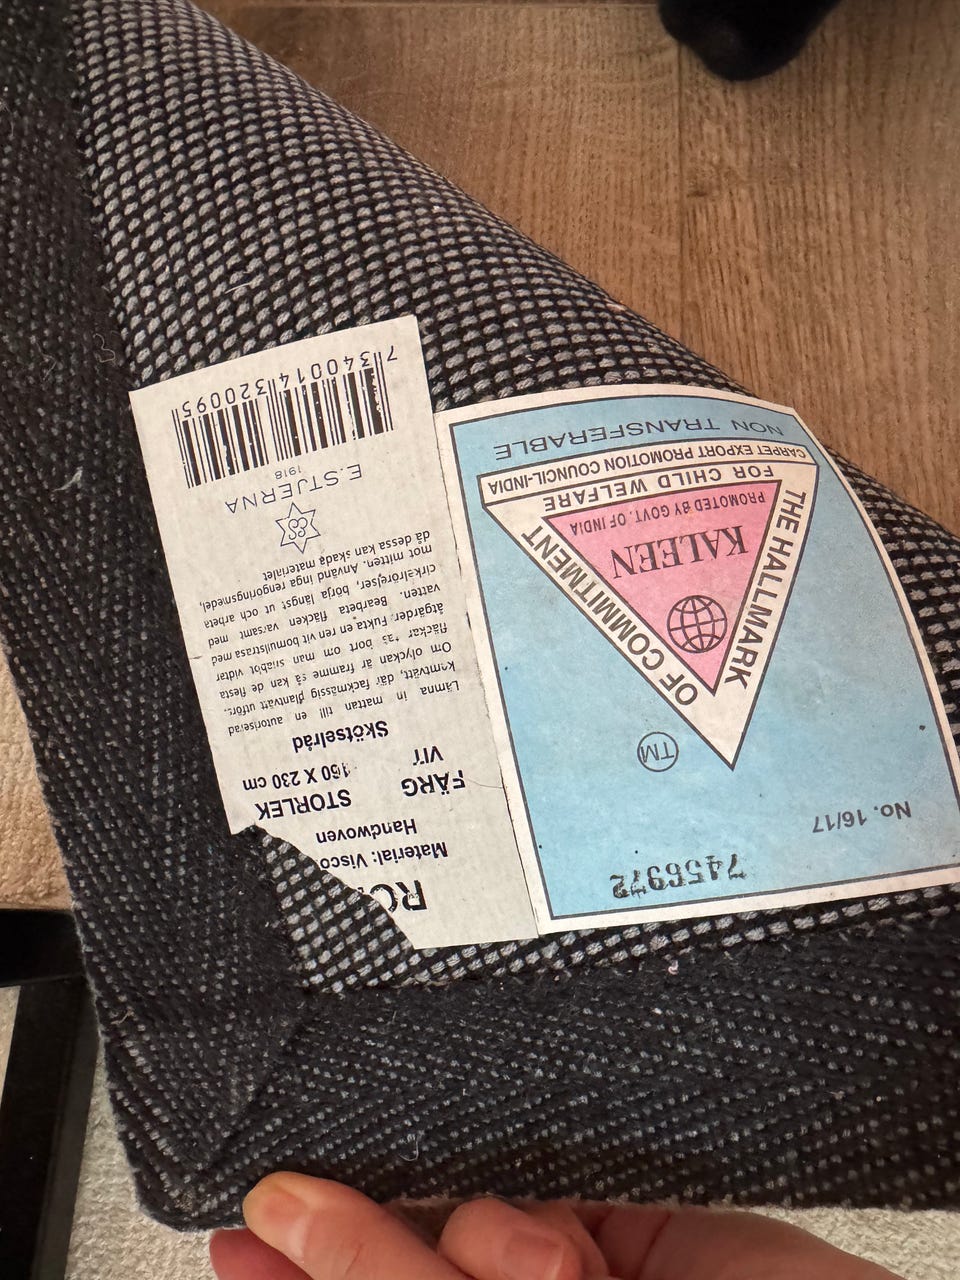 RO
Material: Visco
Handwoven
FÄRG STORLEK
VIT 160 X 230 cm
Skötselråd
Lämna in mattan till en autoriserad
Kemtvätt, där fackmässig plantvätt utförs.
Om olyckan är framme så kan de flesta
fläckar tas bort om man snabbt vidtar
åtgärder. Fukta en ren vit bomullstrasa med
vatten. Bearbeta fläcken varsamt med
cirkelrörelser, börja längst ut och arbeta
mot mitten. Använd inga rengöringsmedel,
då dessa kan skada materialet
E.STJERNA
1918
7340014320095
7456972
No. 16/17
TM
THE HALLMARK
OF COMMITMENT
KALEEN
PROMOTED BY GOVT. OF INDIA
FOR CHILD WELFARE
CARPET EXPORT PROMOTION COUNCIL-INDIA
NON TRANSFERABLE